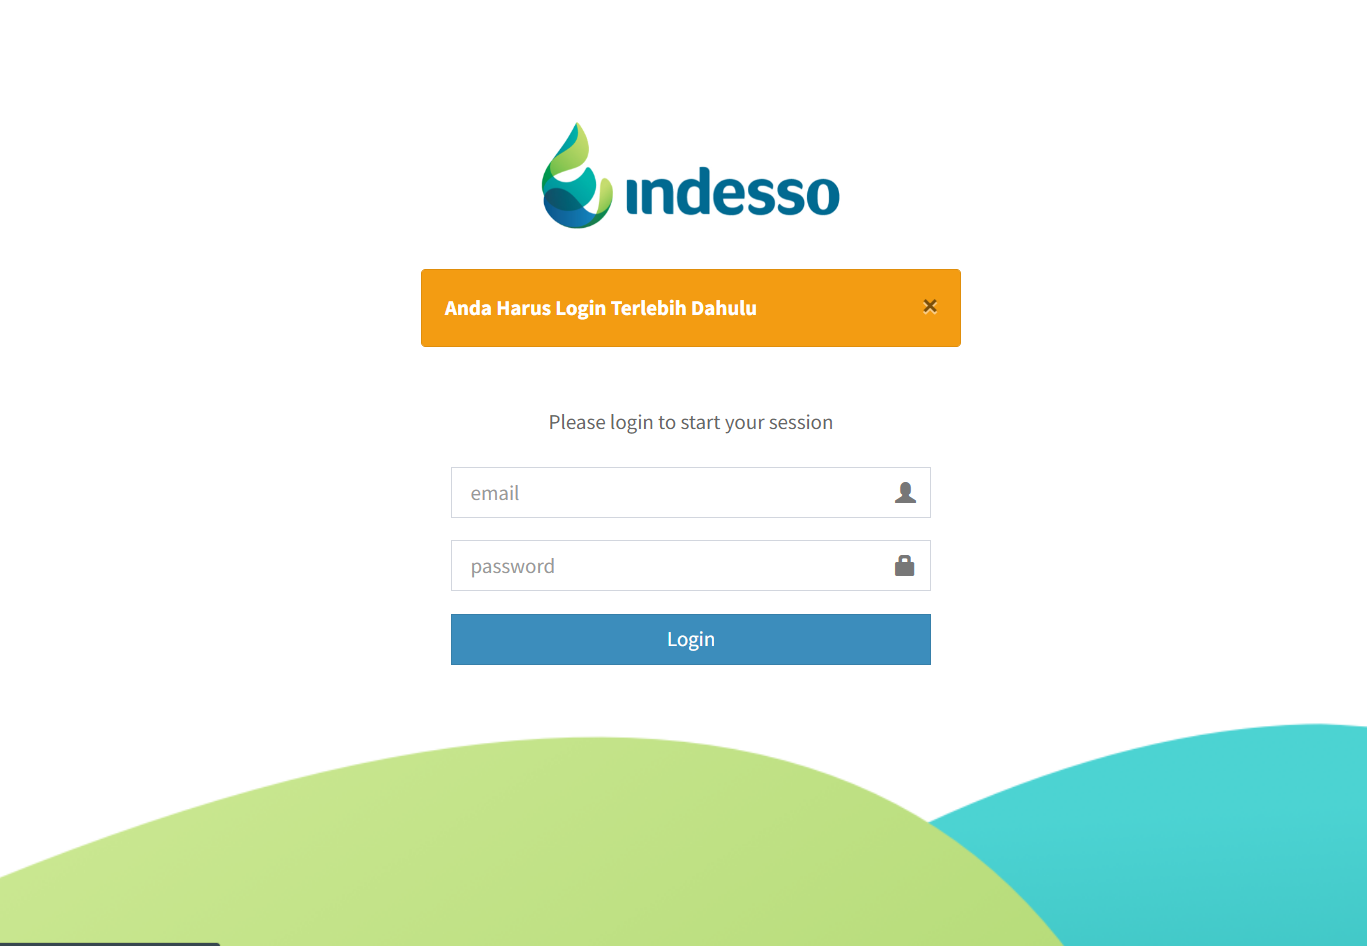 indesso
Anda Harus Login Terlebih Dahulu
×
Please login to start your session
email
password
Login